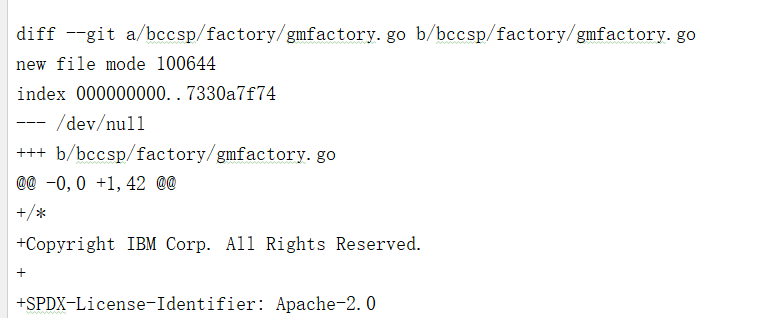 diff --git a/bccsp/factory/gmfactory.go b/bccsp/factory/gmfactory.go
new file mode 100644
index 000000000..7330a7f74
--- /dev/null
+++ b/bccsp/factory/gmfactory.go
@@ -0,0 +1,42 @@
+/*
+Copyright IBM Corp. All Rights Reserved.
+
+SPDX-License-Identifier: Apache-2.0